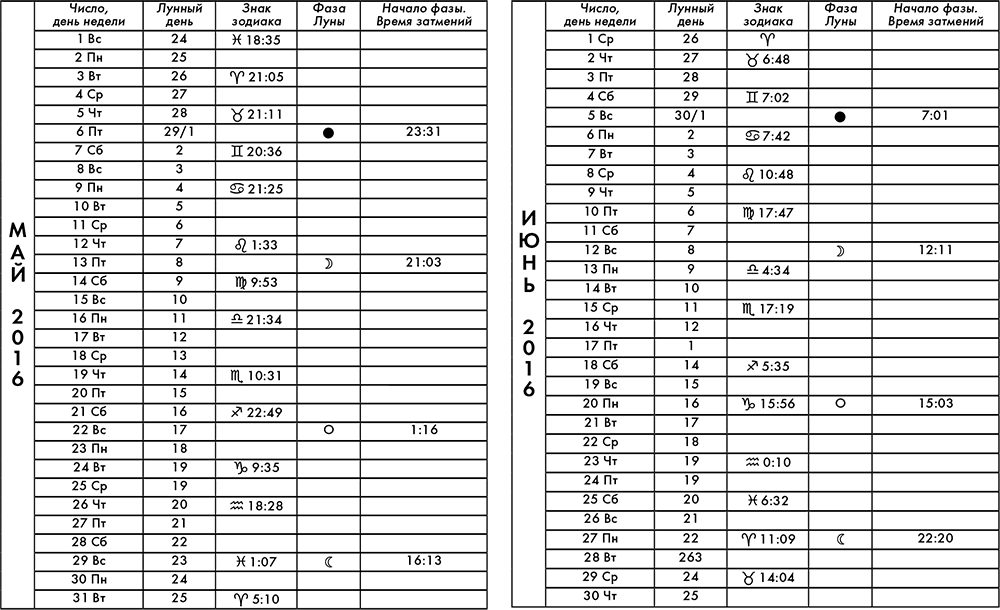 МАЙ 2016
Число, день недели | Лунный день | Знак зодиака | Фаза Луны | Начало фазы. Время затмений
1 Вс 24 ♓ 18:35
2 Пн 25
3 Вт 26 ♈ 21:05
4 Ср 27
5 Чт 28 ♉ 21:11
6 Пт 29/1 ● 23:31
7 Сб 2 ♊ 20:36
8 Вс 3
9 Пн 4 ♋ 21:25
10 Вт 5
11 Ср 6
12 Чт 7 ♌ 1:33
13 Пт 8 ☽ 21:03
14 Сб 9 ♍ 9:53
15 Вс 10
16 Пн 11 ♎ 21:34
17 Вт 12
18 Ср 13
19 Чт 14 ♏ 10:31
20 Пт 15
21 Сб 16 ♐ 22:49
22 Вс 17 ○ 1:16
23 Пн 18
24 Вт 19 ♑ 9:35
25 Ср 19
26 Чт 20 ♒ 18:28
27 Пт 21
28 Сб 22
29 Вс 23 ♓ 1:07 ☾ 16:13
30 Пн 24
31 Вт 25 ♈ 5:10
ИЮНЬ 2016
Число, день недели | Лунный день | Знак зодиака | Фаза Луны | Начало фазы. Время затмений
1 Ср 26 ♈
2 Чт 27 ♉ 6:48
3 Пт 28
4 Сб 29 ♊ 7:02
5 Вс 30/1 ● 7:01
6 Пн 2 ♋ 7:42
7 Вт 3
8 Ср 4 ♌ 10:48
9 Чт 5
10 Пт 6 ♍ 17:47
11 Сб 7
12 Вс 8 ☽ 12:11
13 Пн 9 ♎ 4:34
14 Вт 10
15 Ср 11 ♏ 17:19
16 Чт 12
17 Пт 1
18 Сб 14 ♐ 5:35
19 Вс 15
20 Пн 16 ♑ 15:56 ○ 15:03
21 Вт 17
22 Ср 18
23 Чт 19 ♒ 0:10
24 Пт 19
25 Сб 20 ♓ 6:32
26 Вс 21
27 Пн 22 ♈ 11:09 ☾ 22:20
28 Вт 263
29 Ср 24 ♉ 14:04
30 Чт 25